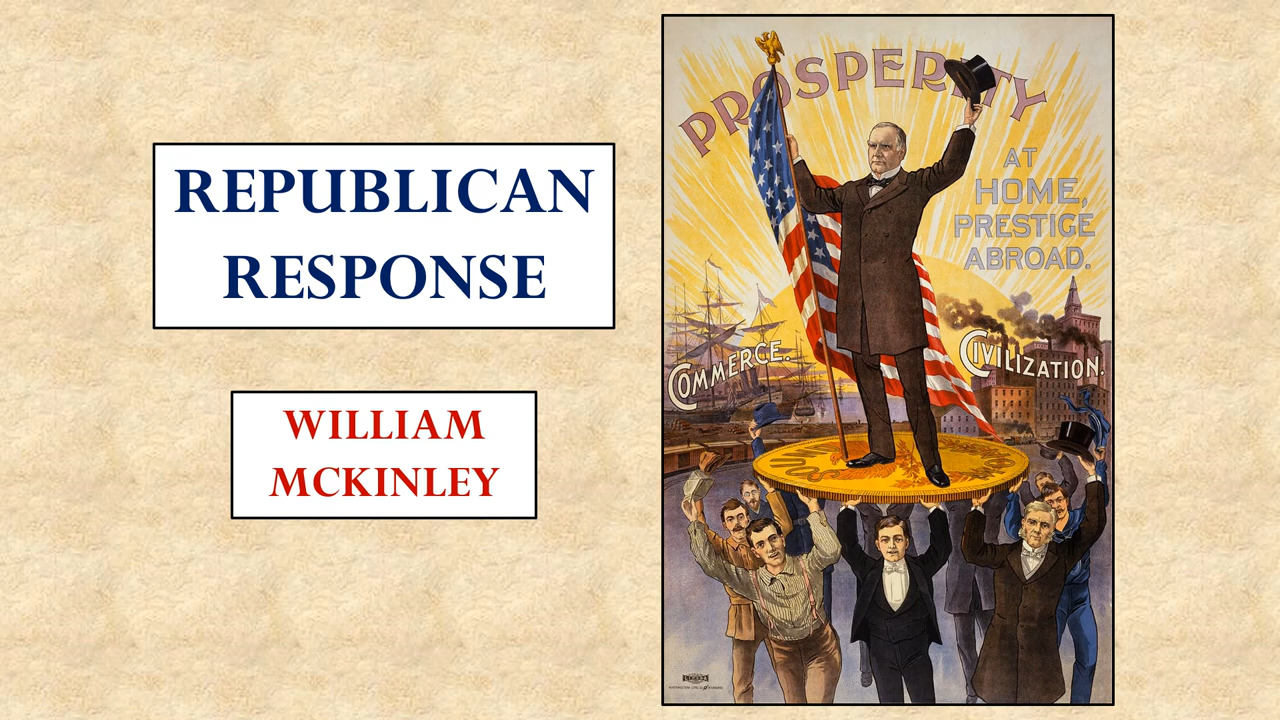 REPUBLICAN
RESPONSE
WILLIAM
MCKINLEY
PROSPERITY
AT
HOME,
PRESTIGE
ABROAD.
COMMERCE.
CIVILIZATION.